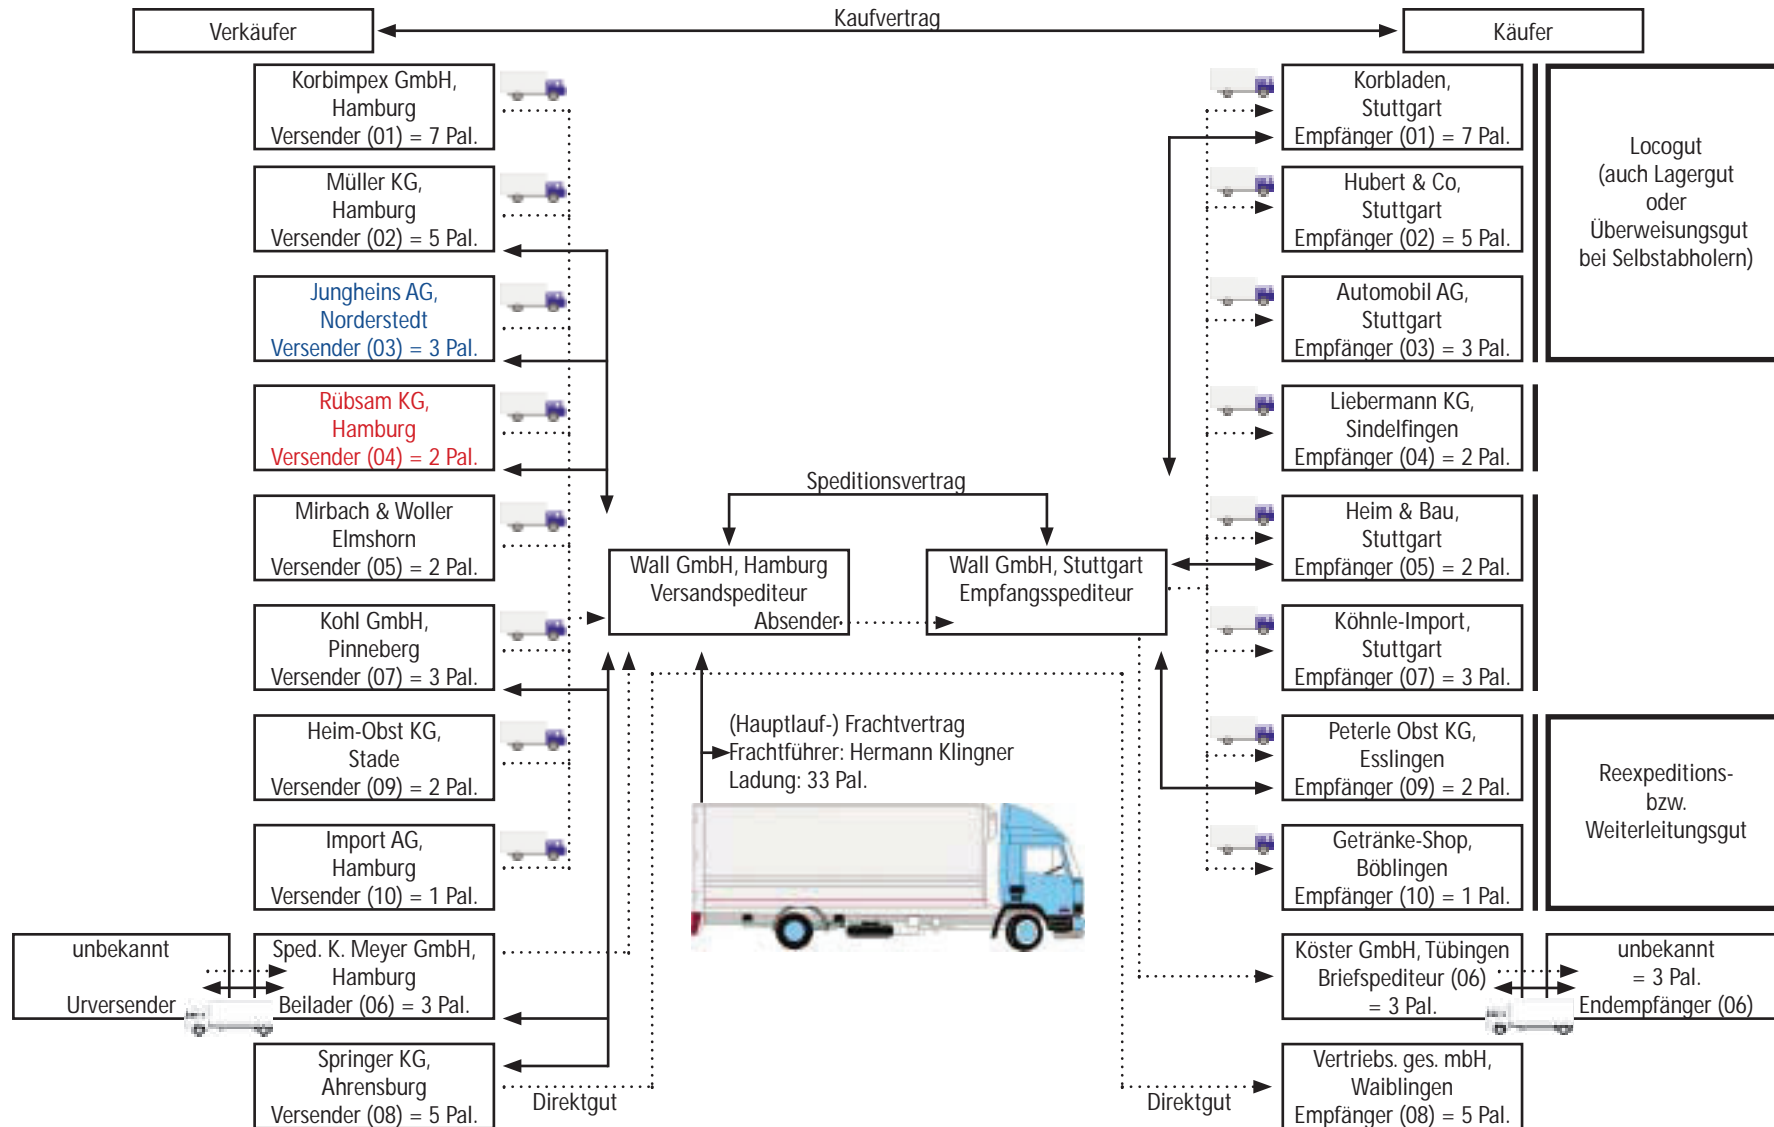 Verkäufer
Kaufvertrag
Käufer
Korbimpex GmbH,
Hamburg
Versender (01) = 7 Pal.
Müller KG,
Hamburg
Versender (02) = 5 Pal.
Jungheins AG,
Norderstedt
Versender (03) = 3 Pal.
Rübsam KG,
Hamburg
Versender (04) = 2 Pal.
Mirbach & Woller
Elmshorn
Versender (05) = 2 Pal.
Kohl GmbH,
Pinneberg
Versender (07) = 3 Pal.
Heim-Obst KG,
Stade
Versender (09) = 2 Pal.
Import AG,
Hamburg
Versender (10) = 1 Pal.
unbekannt
Urversender
Sped. K. Meyer GmbH,
Hamburg
Beilader (06) = 3 Pal.
Springer KG,
Ahrensburg
Versender (08) = 5 Pal.
Direktgut
Speditionsvertrag
Wall GmbH, Hamburg
Versandspediteur
Absender
Wall GmbH, Stuttgart
Empfangsspediteur
(Hauptlauf-) Frachtvertrag
Frachtführer: Hermann Klingner
Ladung: 33 Pal.
Direktgut
Korbladen,
Stuttgart
Empfänger (01) = 7 Pal.
Hubert & Co,
Stuttgart
Empfänger (02) = 5 Pal.
Automobil AG,
Stuttgart
Empfänger (03) = 3 Pal.
Liebermann KG,
Sindelfingen
Empfänger (04) = 2 Pal.
Heim & Bau,
Stuttgart
Empfänger (05) = 2 Pal.
Köhnle-Import,
Stuttgart
Empfänger (07) = 3 Pal.
Peterle Obst KG,
Esslingen
Empfänger (09) = 2 Pal.
Getränke-Shop,
Böblingen
Empfänger (10) = 1 Pal.
Köster GmbH, Tübingen
Briefspediteur (06)
= 3 Pal.
unbekannt
= 3 Pal.
Endempfänger (06)
Vertriebs. ges. mbH,
Waiblingen
Empfänger (08) = 5 Pal.
Locogut
(auch Lagergut
oder
Überweisungsgut
bei Selbstabholern)
Reexpeditions-
bzw.
Weiterleitungsgut